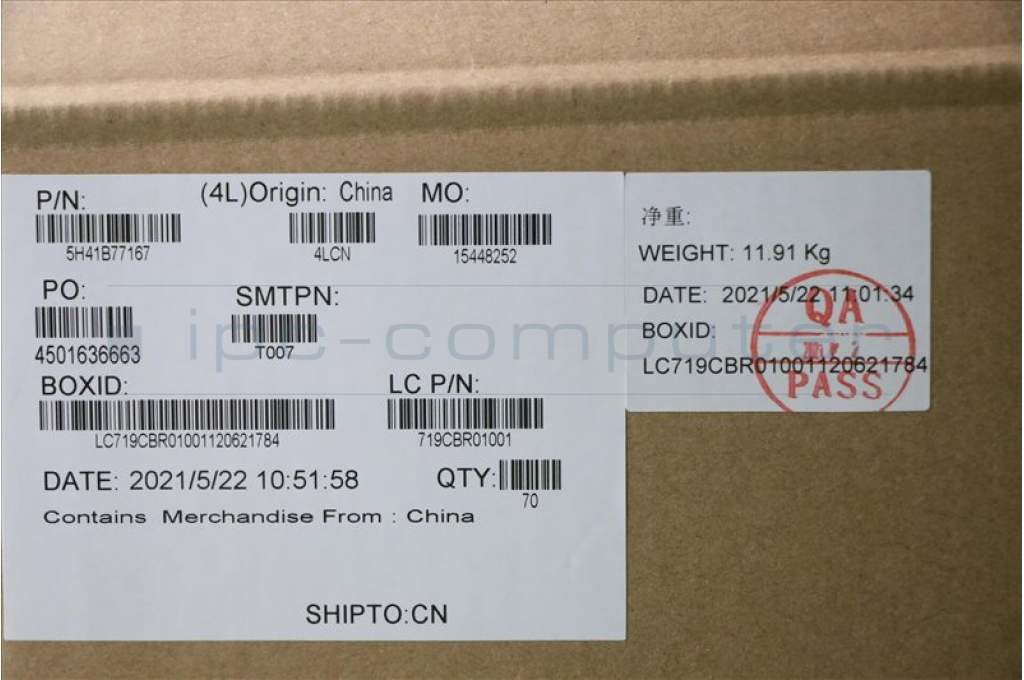 P/N:
(4L)Origin: China
MO:
5H41B77167
4LCN
15448252
PO:
SMTPN:
4501636663
T007
BOXID:
LC P/N:
LC719CBR01001120621784
719CBR01001
DATE: 2021/5/22 10:51:58
QTY:
70
Contains Merchandise From : China
SHIPTO:CN
净重:
WEIGHT: 11.91 Kg
DATE: 2021/5/22 11:01:34
BOXID:
LC719CBR01001120621784
QA
PASS
ipc-computer